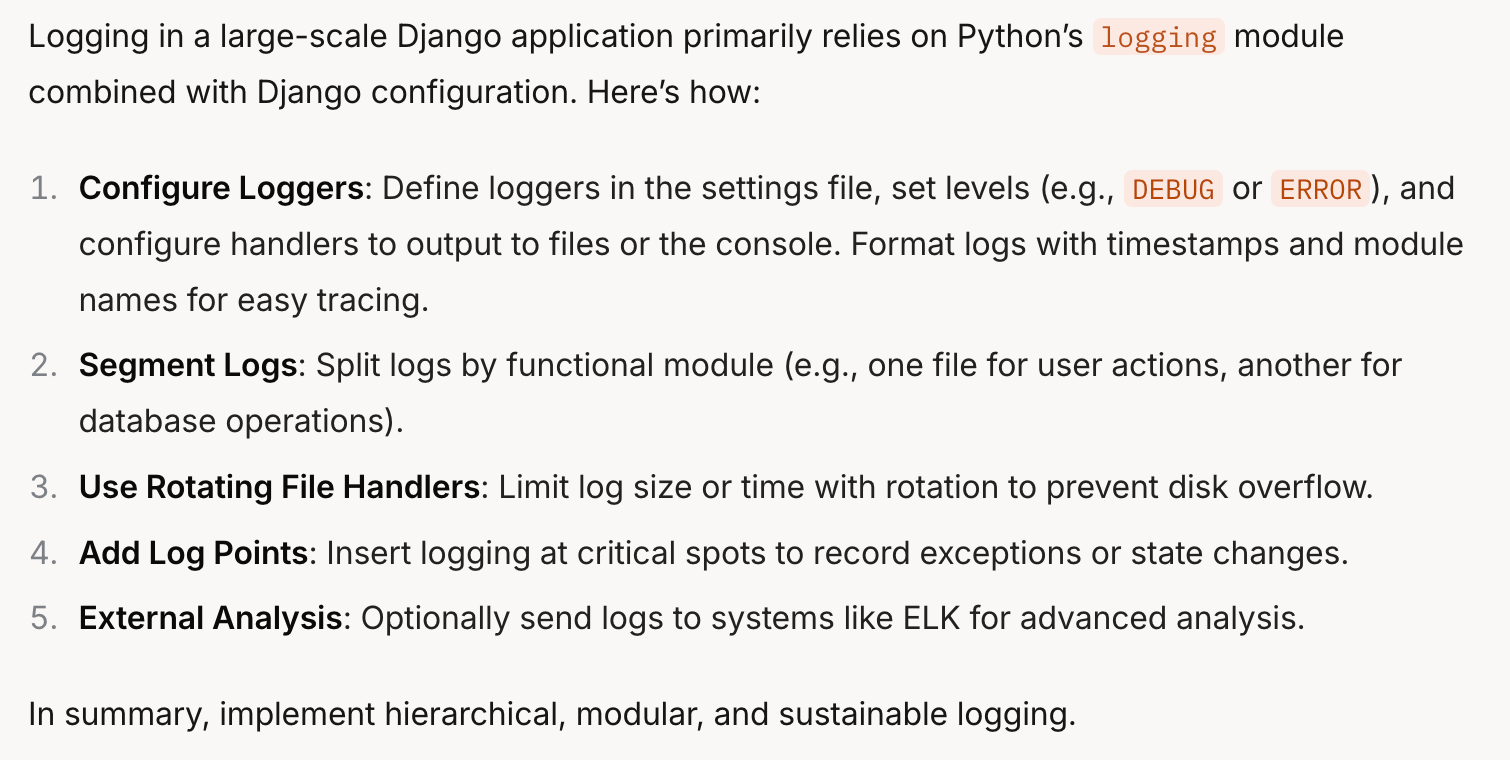 Logging in a large-scale Django application primarily relies on Python’s logging module
combined with Django configuration. Here’s how:
1. Configure Loggers: Define loggers in the settings file, set levels (e.g., DEBUG or ERROR), and
configure handlers to output to files or the console. Format logs with timestamps and module
names for easy tracing.
2. Segment Logs: Split logs by functional module (e.g., one file for user actions, another for
database operations).
3. Use Rotating File Handlers: Limit log size or time with rotation to prevent disk overflow.
4. Add Log Points: Insert logging at critical spots to record exceptions or state changes.
5. External Analysis: Optionally send logs to systems like ELK for advanced analysis.
In summary, implement hierarchical, modular, and sustainable logging.